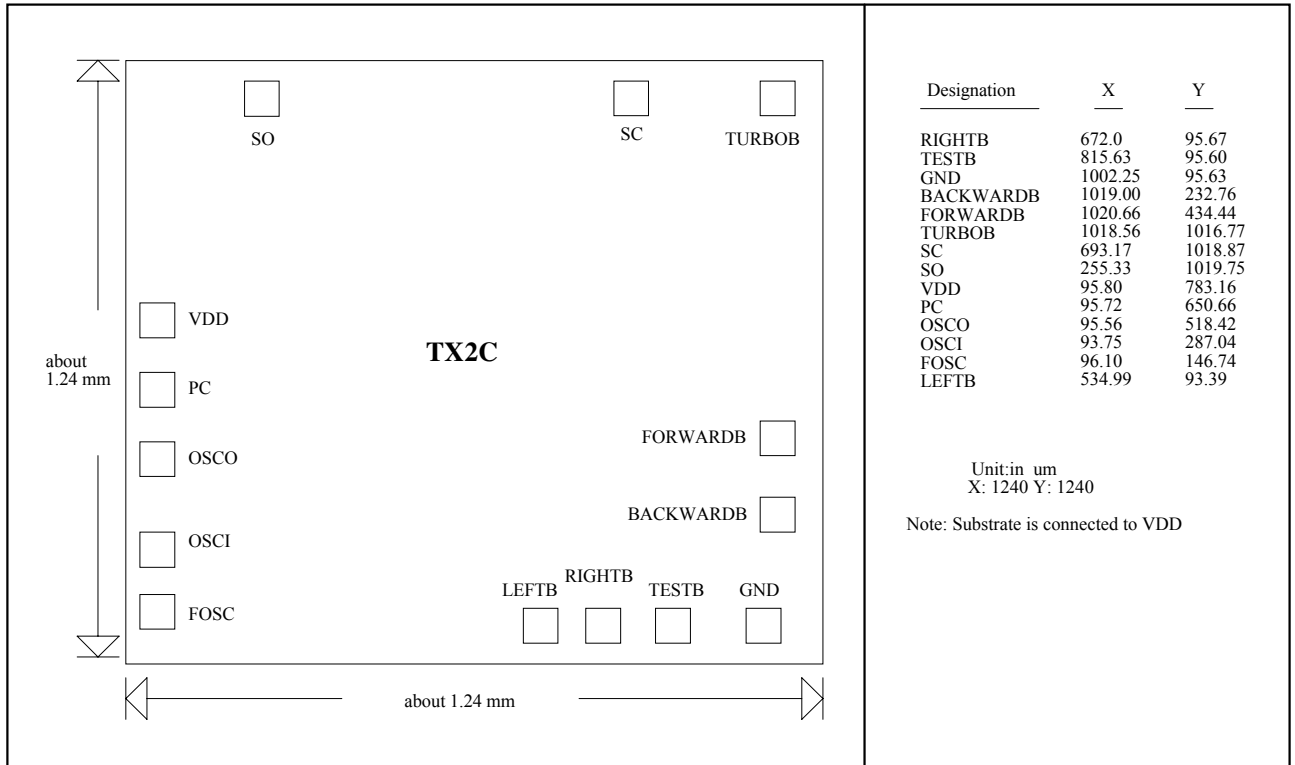 SO
SC
TURBOB
VDD
about
1.24 mm
TX2C
PC
FORWARDB
OSCO
BACKWARDB
OSCI
RIGHTB
LEFTB
TESTB
GND
FOSC
about 1.24 mm
Designation X Y
RIGHTB 672.0 95.67
TESTB 815.63 95.60
GND 1002.25 95.63
BACKWARDB 1019.00 232.76
FORWARDB 1020.66 434.44
TURBOB 1018.56 1016.77
SC 693.17 1018.87
SO 255.33 1019.75
VDD 95.80 783.16
PC 95.72 650.66
OSCO 95.56 518.42
OSCI 93.75 287.04
FOSC 96.10 146.74
LEFTB 534.99 93.39
Unit:in um
X: 1240 Y: 1240
Note: Substrate is connected to VDD